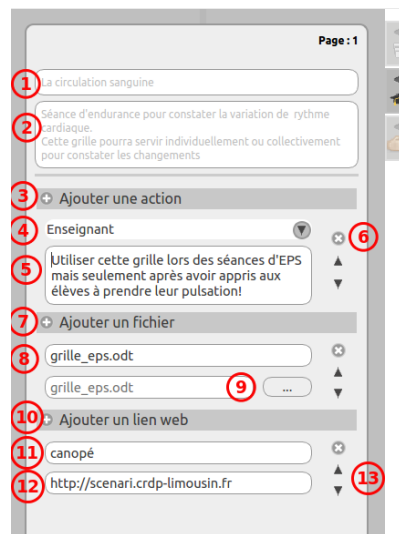 Page : 1
1 La circulation sanguine
2 Séance d'endurance pour constater la variation de rythme
cardiaque.
Cette grille pourra servir individuellement ou collectivement
pour constater les changements
3 Ajouter une action
4 Enseignant
6
5 Utiliser cette grille lors des séances d'EPS
mais seulement après avoir appris aux
élèves à prendre leur pulsation!
7 Ajouter un fichier
8 grille_eps.odt
grille_eps.odt 9 ...
10 Ajouter un lien web
11 canopé
13
12 http://scenari.crdp-limousin.fr